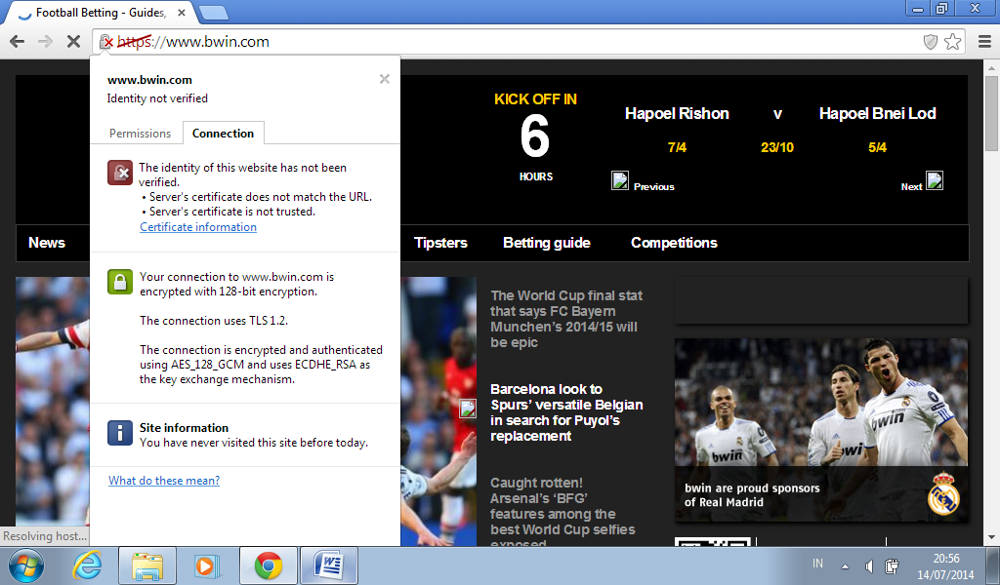 Football Betting - Guides,
https://www.bwin.com
www.bwin.com
Identity not verified
Permissions
Connection
The identity of this website has not been
verified.
• Server's certificate does not match the URL.
• Server's certificate is not trusted.
Certificate information
Your connection to www.bwin.com is
encrypted with 128-bit encryption.
The connection uses TLS 1.2.
The connection is encrypted and authenticated
using AES_128_GCM and uses ECDHE_RSA as
the key exchange mechanism.
Site information
You have never visited this site before today.
What do these mean?
KICK OFF IN
6
HOURS
Hapoel Rishon v Hapoel Bnei Lod
7/4 23/10 5/4
Previous Next
News Tipsters Betting guide Competitions
The World Cup final stat
that says FC Bayern
Munchen's 2014/15 will
be epic
Barcelona look to
Spurs' versatile Belgian
in search for Puyol's
replacement
Caught rotten!
Arsenal's 'BFG'
features among the
best World Cup selfies
exposed
bwin
bwin
bwin
bwin are proud sponsors
of Real Madrid
Resolving host...
IN
20:56
14/07/2014